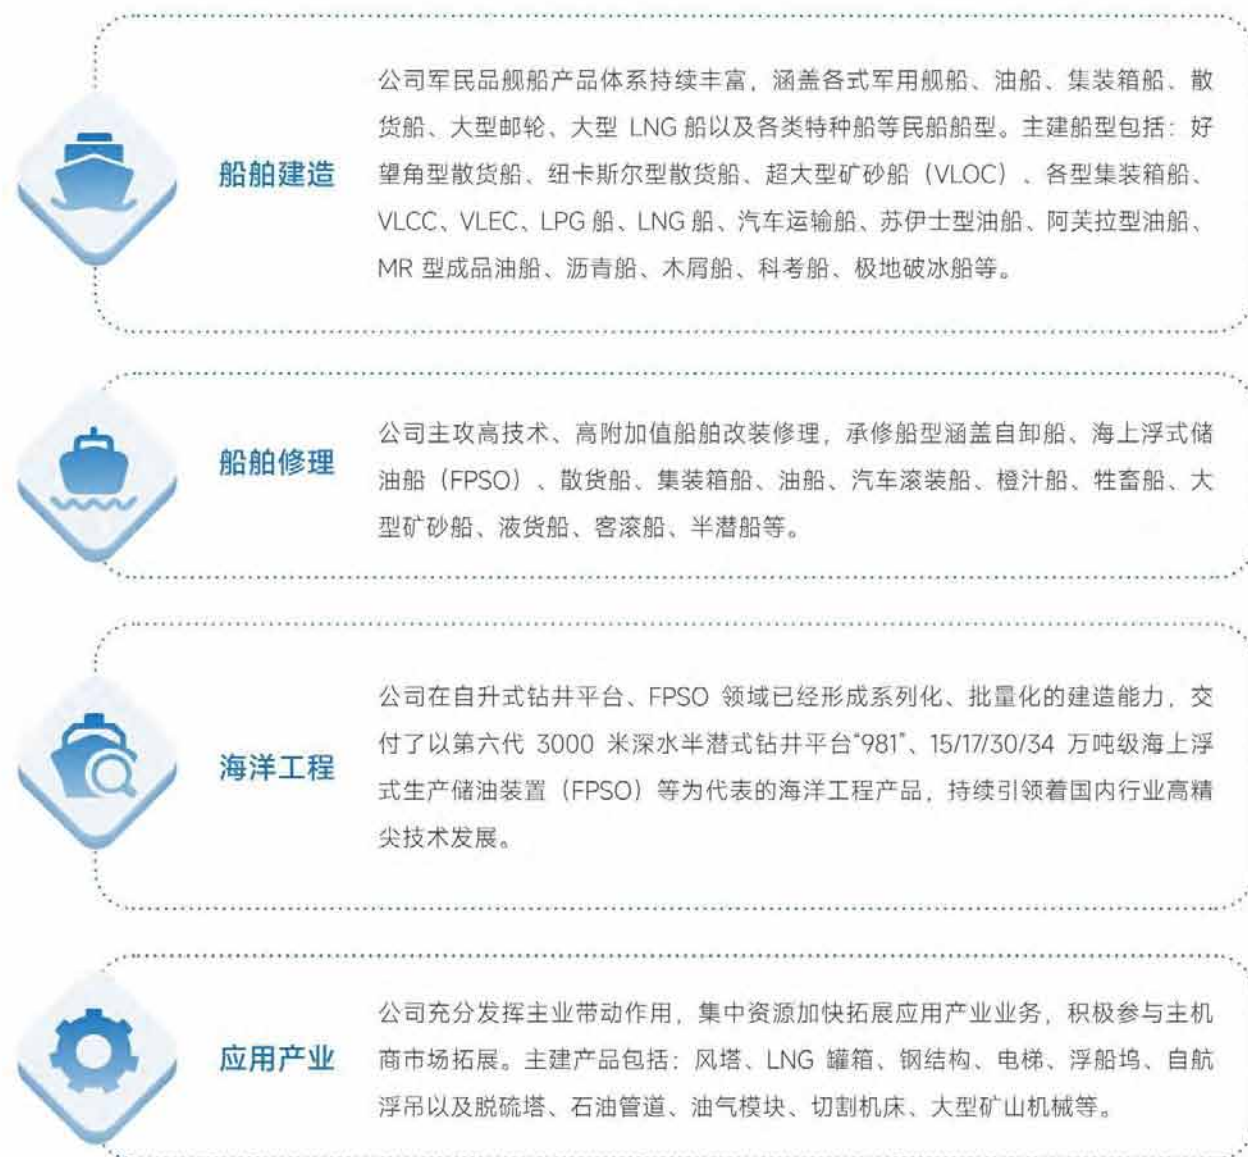 公司军民品舰船产品体系持续丰富，涵盖各式军用舰船、油船、集装箱船、散
货船、大型邮轮、大型 LNG 船以及各类特种船等民船船型。主建船型包括：好
船舶建造
望角型散货船、纽卡斯尔型散货船、超大型矿砂船（VLOC）、各型集装箱船、
VLCC、VLEC、LPG 船、LNG 船、汽车运输船、苏伊士型油船、阿芙拉型油船、
MR 型成品油船、沥青船、木屑船、科考船、极地破冰船等。
公司主攻高技术、高附加值船舶改装修理，承修船型涵盖自卸船、海上浮式储
船舶修理
油船（FPSO）、散货船、集装箱船、油船、汽车滚装船、橙汁船、牲畜船、大
型矿砂船、液货船、客滚船、半潜船等。
公司在自升式钻井平台、FPSO 领域已经形成系列化、批量化的建造能力，交
付了以第六代 3000 米深水半潜式钻井平台“981”、15/17/30/34 万吨级海上浮
海洋工程
式生产储油装置（FPSO）等为代表的海洋工程产品，持续引领着国内行业高精
尖技术发展。
公司充分发挥主业带动作用，集中资源加快拓展应用产业业务，积极参与主机
应用产业
商市场拓展。主建产品包括：风塔、LNG 罐箱、钢结构、电梯、浮船坞、自航
浮吊以及脱硫塔、石油管道、油气模块、切割机床、大型矿山机械等。